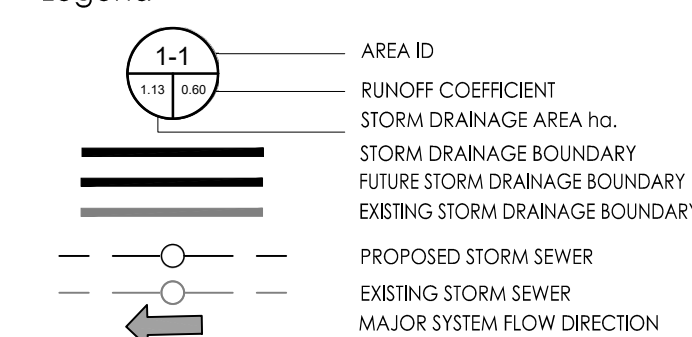 Legend
1-1
1.13 0.60
AREA ID
RUNOFF COEFFICIENT
STORM DRAINAGE AREA ha.
STORM DRAINAGE BOUNDARY
FUTURE STORM DRAINAGE BOUNDARY
EXISTING STORM DRAINAGE BOUNDARY
PROPOSED STORM SEWER
EXISTING STORM SEWER
MAJOR SYSTEM FLOW DIRECTION